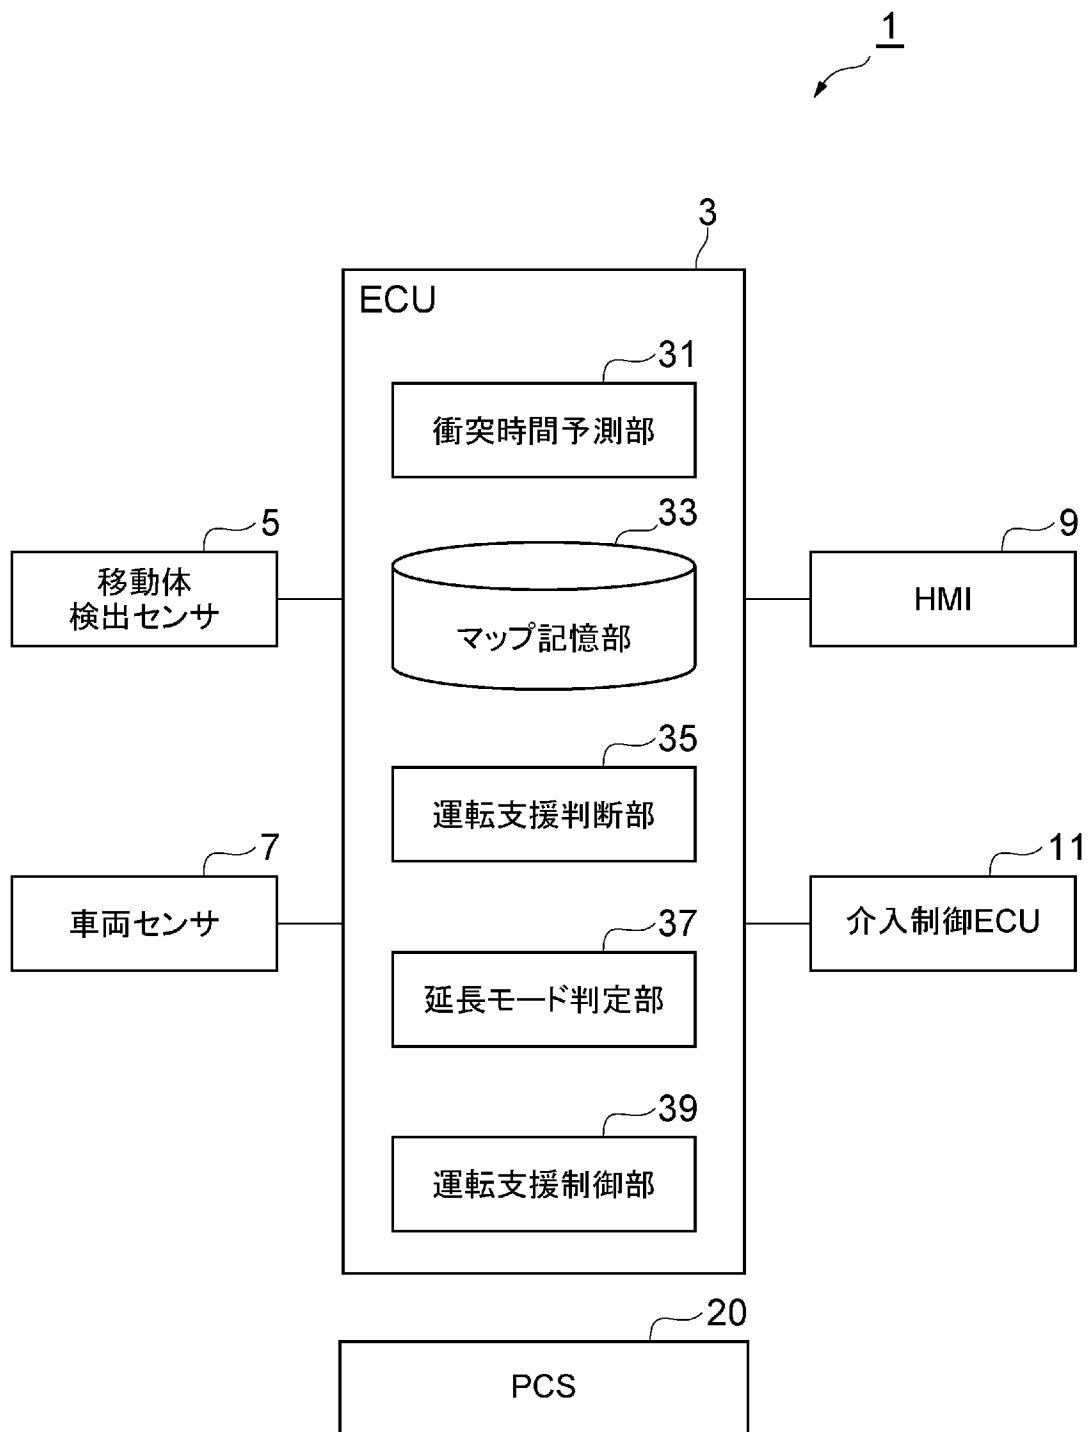 1
3
ECU
31
衝突時間予測部
33
マップ記憶部
5
移動体
検出センサ
9
HMI
35
運転支援判断部
7
車両センサ
11
介入制御ECU
37
延長モード判定部
39
運転支援制御部
20
PCS